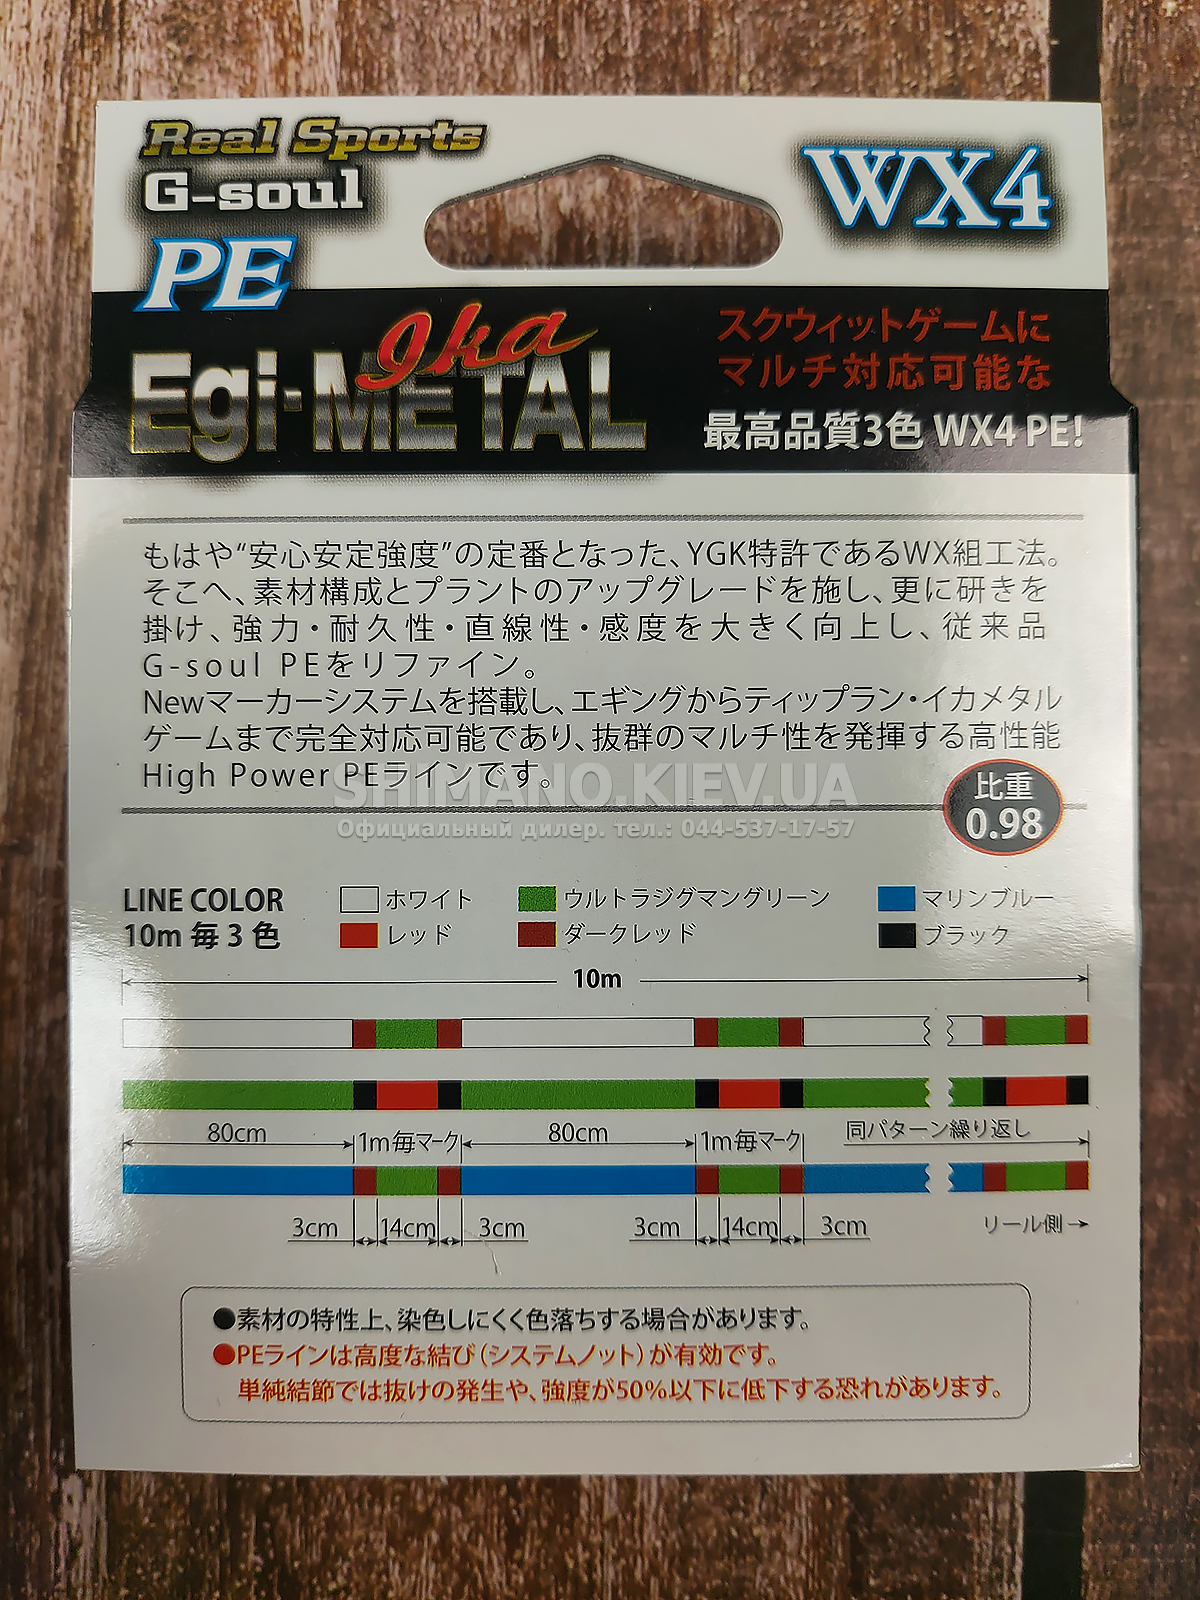 Real Sports
G-soul
PE
WX4
Egi-METAL
Ika
スクウィットゲームに
マルチ対応可能な
最高品質3色 WX4 PE!
もはや“安心安定強度”の定番となった、YGK特許であるWX組工法。
そこへ、素材構成とプラントのアップグレードを施し、更に研きを
掛け、強力・耐久性・直線性・感度を大きく向上し、従来品
G-soul PEをリファイン。
Newマーカーシステムを搭載し、エギングからティップラン・イカメタル
ゲームまで完全対応可能であり、抜群のマルチ性を発揮する高性能
High Power PEラインです。
SHIMANO.KIEV.UA
Официальный дилер. тел.: 044-537-17-57
比重
0.98
LINE COLOR
10m 毎 3 色
ホワイト ウルトラジグマングリーン マリンブルー
レッド ダークレッド ブラック
10m
80cm 1m毎マーク 80cm 1m毎マーク 同パターン繰り返し
3cm 14cm 3cm 3cm 14cm 3cm リール側→
●素材の特性上、染色しにくく色落ちする場合があります。
●PEラインは高度な結び(システムノット)が有効です。
単純結節では抜けの発生や、強度が50%以下に低下する恐れがあります。